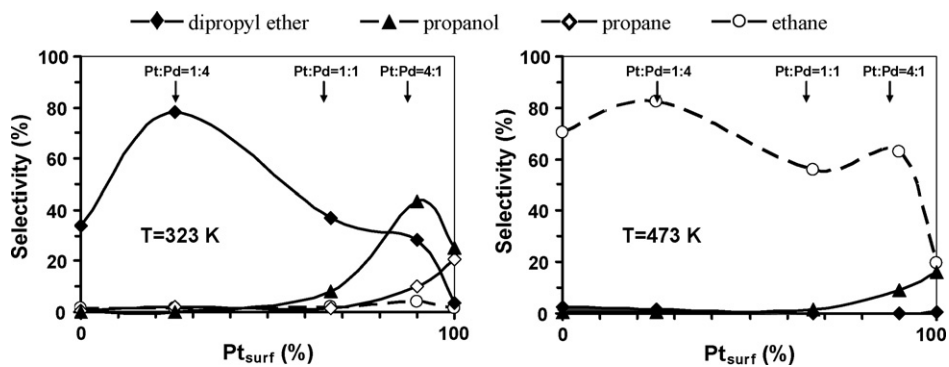 dipropyl ether propanol propane ethane
Pt:Pd=1:4 Pt:Pd=1:1 Pt:Pd=4:1
100
80
60
40
20
0
Selectivity (%)
T=323 K
0 100
Ptsurf (%)
Pt:Pd=1:4 Pt:Pd=1:1 Pt:Pd=4:1
100
80
60
40
20
0
Selectivity (%)
T=473 K
0 100
Ptsurf (%)